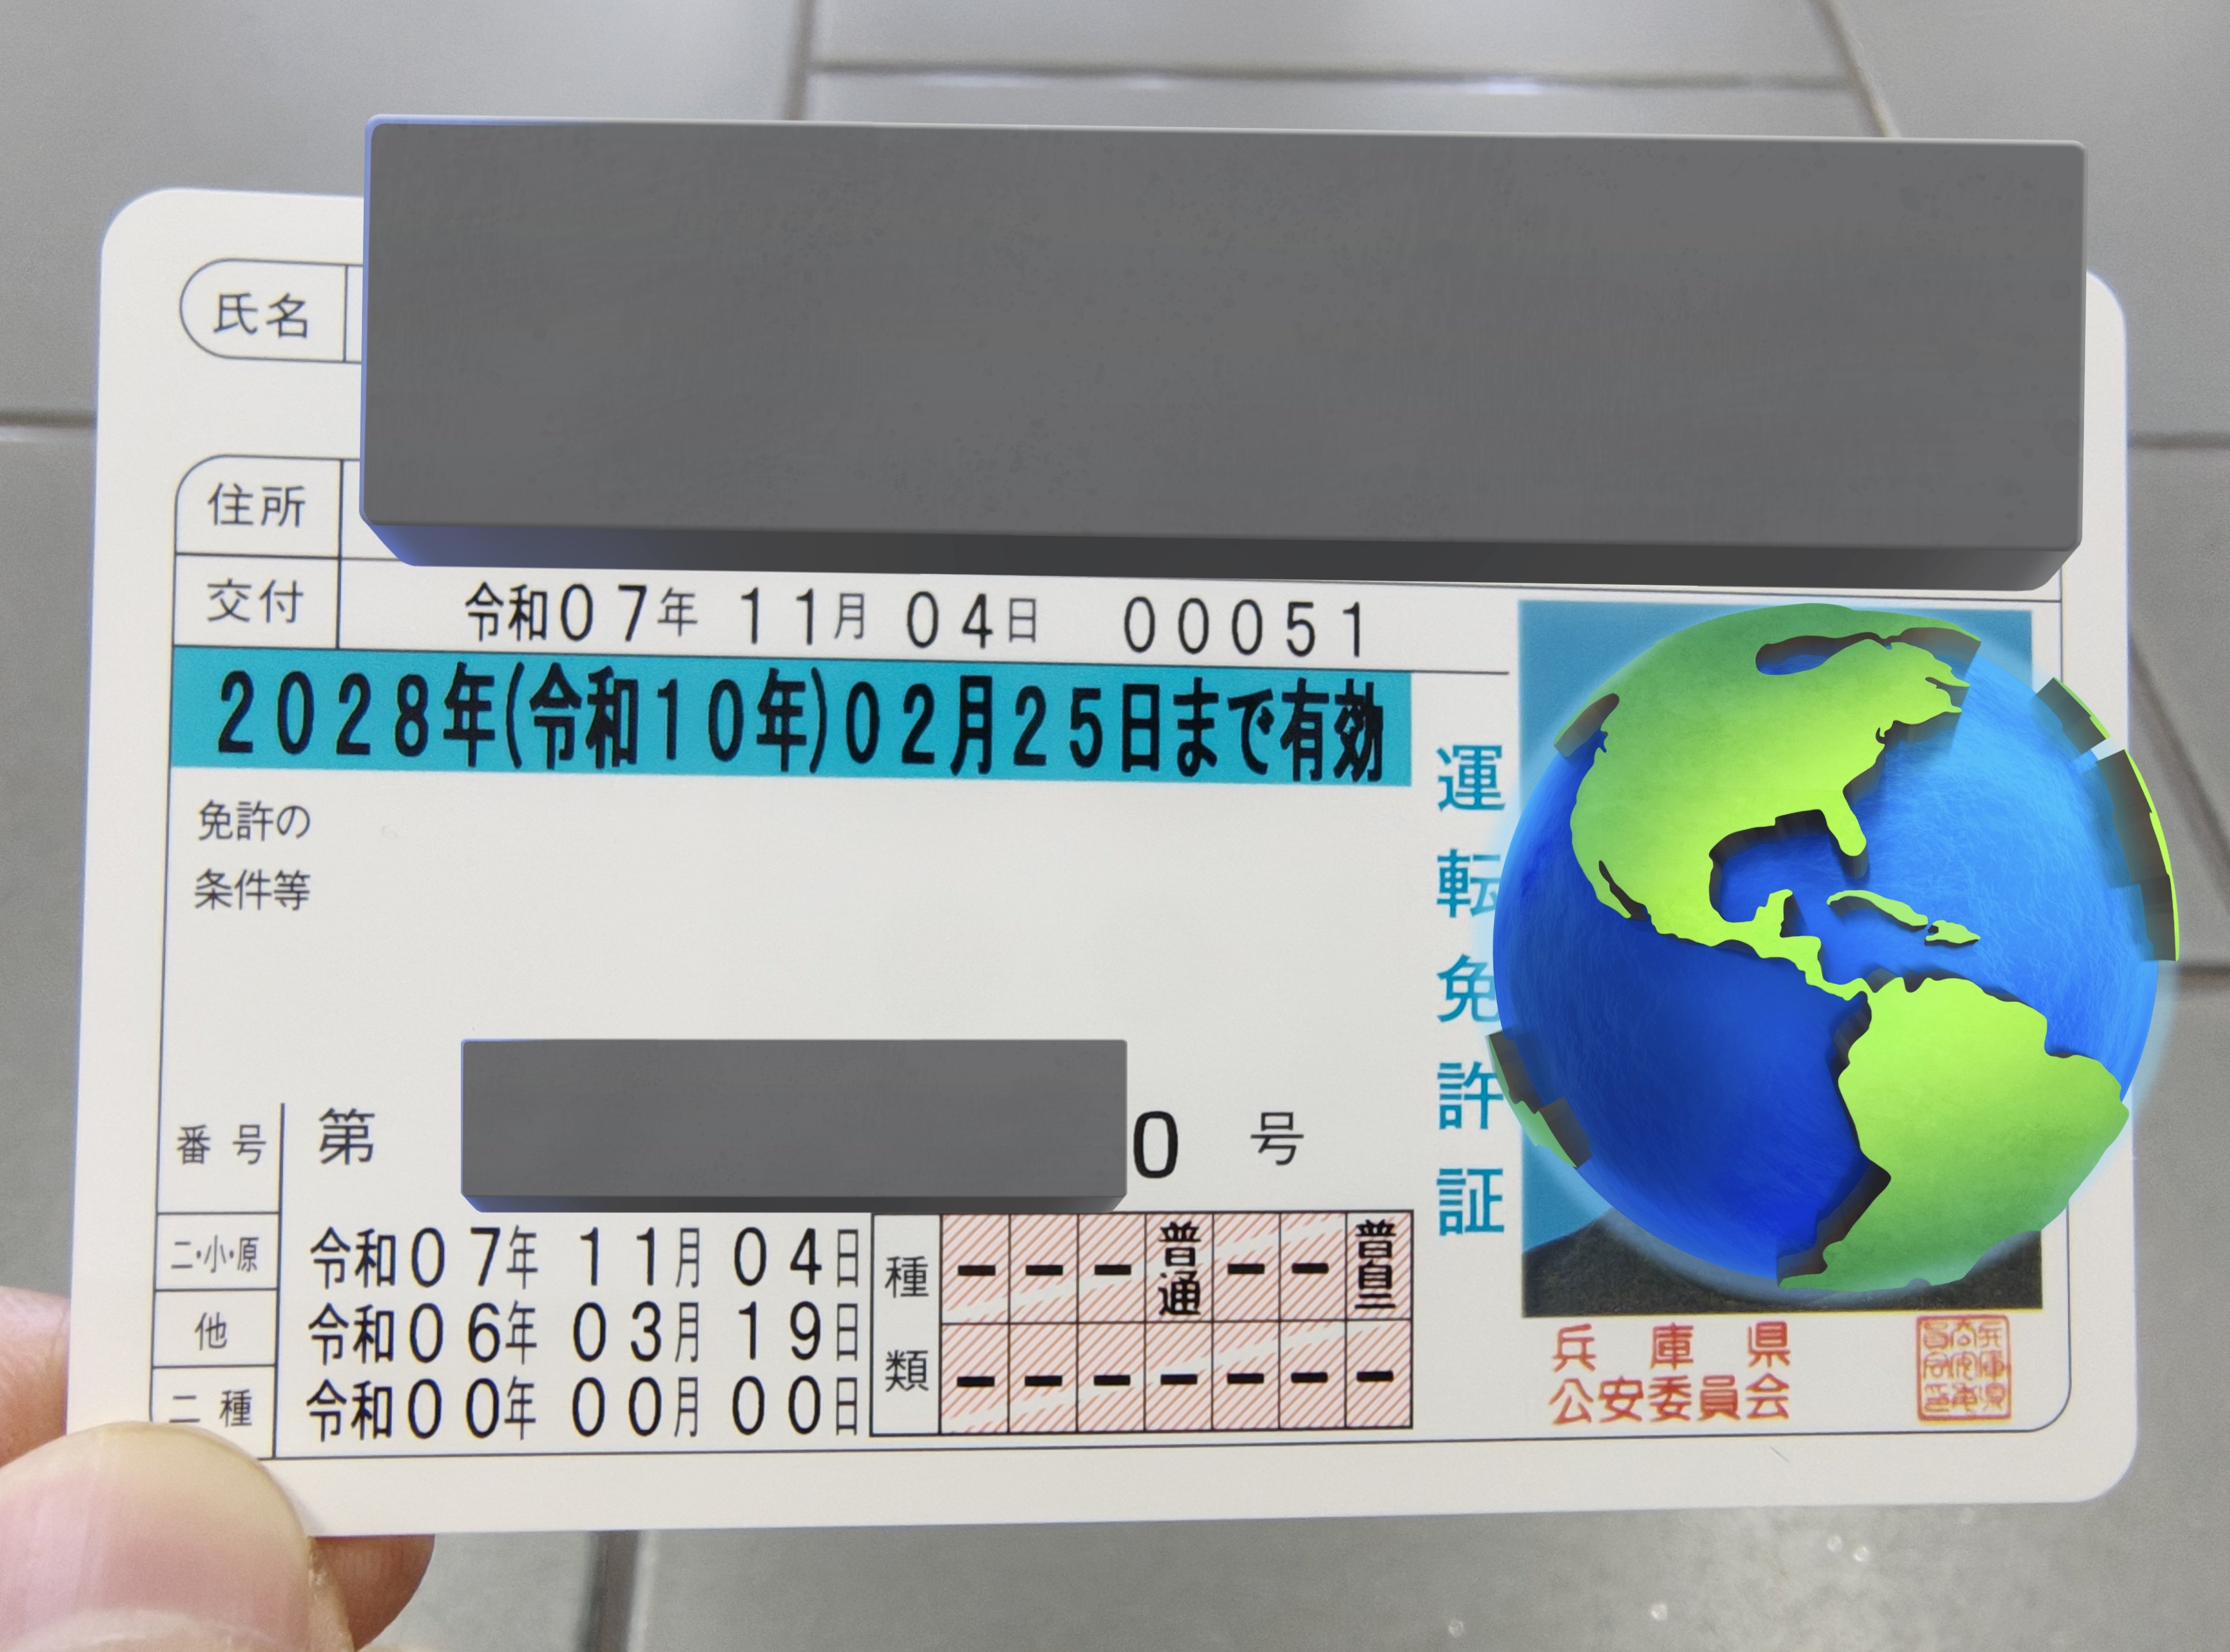 氏名
住所
交付 令和07年 11月 04日 00051
2028年(令和10年)02月25日まで有効
免許の
条件等
番号 第 0 号
二・小・原 令和07年 11月 04日
他 令和06年 03月 19日
二種 令和00年 00月 00日
種類
ー ー ー 普通 ー ー 普自二
ー ー ー ー ー ー ー
運転免許証
兵庫県
公安委員会